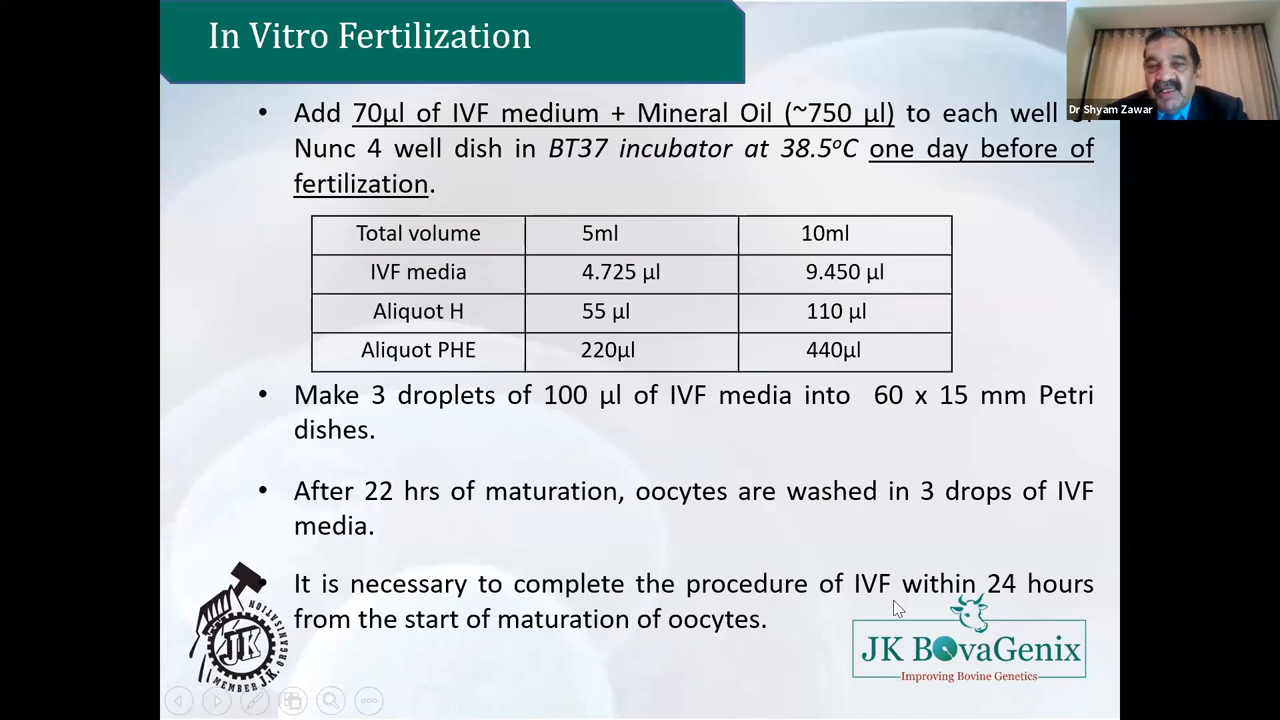 In Vitro Fertilization
Dr Shyam Zawar
• Add 70µl of IVF medium + Mineral Oil (~750 µl) to each well
Nunc 4 well dish in BT37 incubator at 38.5ºC one day before of
fertilization.
Total volume 5ml 10ml
IVF media 4.725 µl 9.450 µl
Aliquot H 55 µl 110 µl
Aliquot PHE 220µl 440µl
• Make 3 droplets of 100 µl of IVF media into 60 x 15 mm Petri
dishes.
• After 22 hrs of maturation, oocytes are washed in 3 drops of IVF
media.
• It is necessary to complete the procedure of IVF within 24 hours
from the start of maturation of oocytes.
JK
MEMBER J.K. ORGANISATION
JK BovaGenix
Improving Bovine Genetics